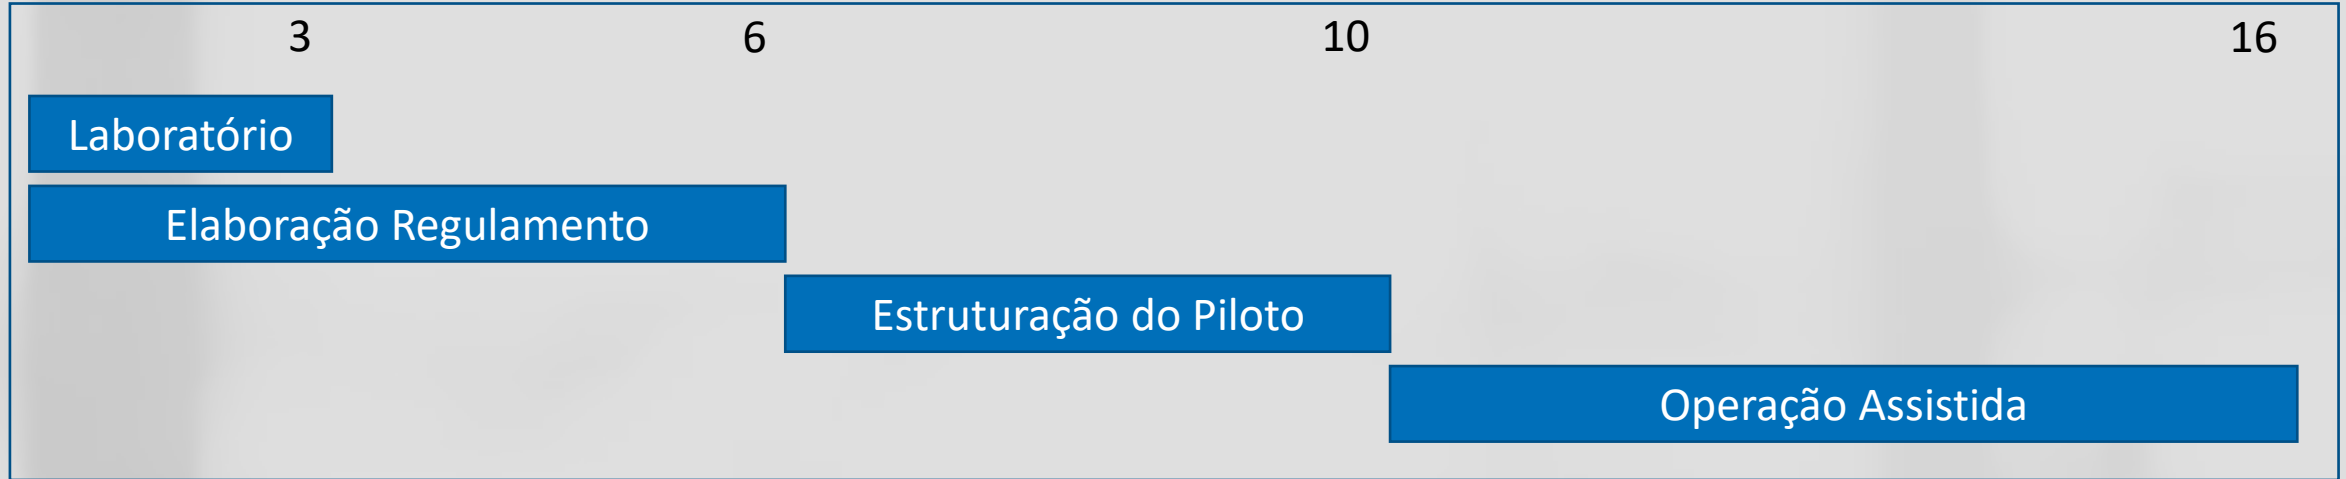 3 6 10 16
Laboratório
Elaboração Regulamento
Estruturação do Piloto
Operação Assistida